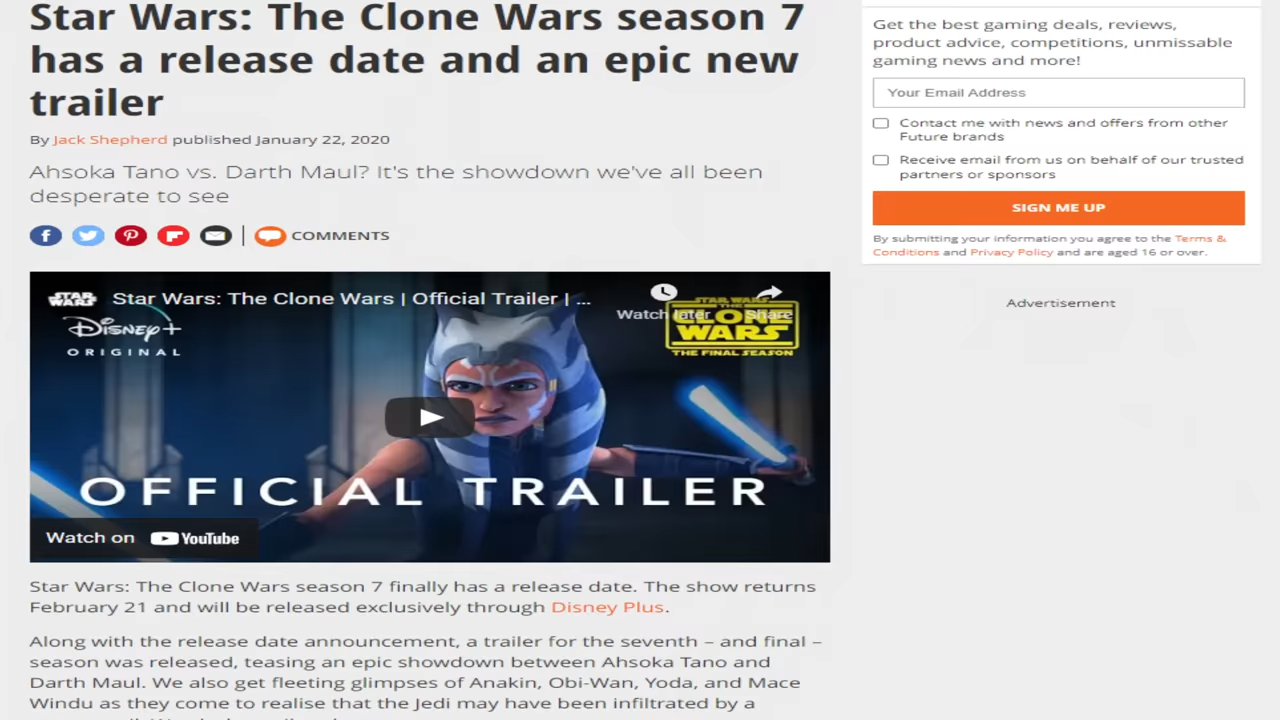 Star Wars: The Clone Wars season 7
has a release date and an epic new
trailer
By Jack Shepherd published January 22, 2020
Ahsoka Tano vs. Darth Maul? It's the showdown we've all been
desperate to see
COMMENTS
STAR WARS
Star Wars: The Clone Wars | Official Trailer | ...
Watch later
Share
Disney+
ORIGINAL
STAR WARS
THE
CLONE
WARS
THE FINAL SEASON
OFFICIAL TRAILER
Watch on YouTube
Star Wars: The Clone Wars season 7 finally has a release date. The show returns
February 21 and will be released exclusively through Disney Plus.
Along with the release date announcement, a trailer for the seventh – and final –
season was released, teasing an epic showdown between Ahsoka Tano and
Darth Maul. We also get fleeting glimpses of Anakin, Obi-Wan, Yoda, and Mace
Windu as they come to realise that the Jedi may have been infiltrated by a
Get the best gaming deals, reviews,
product advice, competitions, unmissable
gaming news and more!
Your Email Address
Contact me with news and offers from other
Future brands
Receive email from us on behalf of our trusted
partners or sponsors
SIGN ME UP
By submitting your information you agree to the Terms &
Conditions and Privacy Policy and are aged 16 or over.
Advertisement